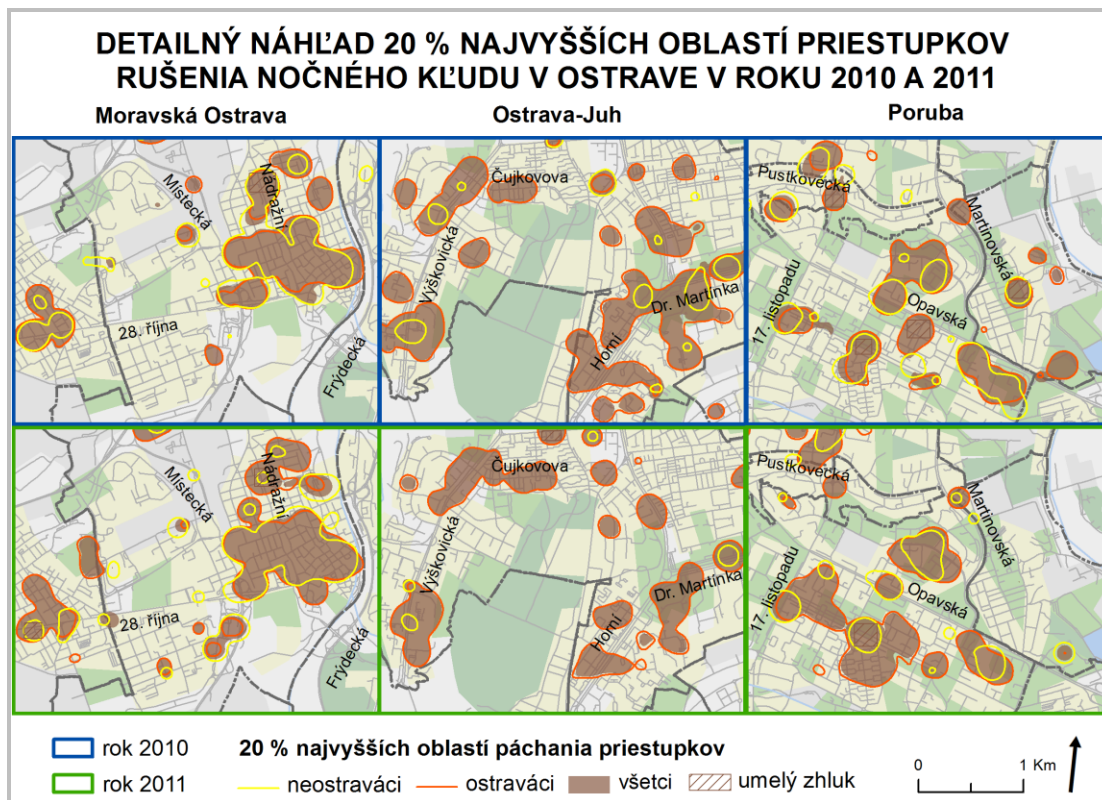 DETAILNÝ NÁHĽAD 20 % NAJVYŠŠÍCH OBLASTÍ PRIESTUPKOV
RUŠENIA NOČNÉHO KĽUDU V OSTRAVE V ROKU 2010 A 2011
Moravská Ostrava
Ostrava-Juh
Poruba
Místecká
Nádražní
28. října
Frýdecká
Čujkovova
Výškovická
Dr. Martínka
Horní
Pustkovecká
Martinovská
17. listopadu
Opavská
Místecká
Nádražní
28. října
Frýdecká
Čujkovova
Výškovická
Dr. Martínka
Horní
Pustkovecká
Martinovská
17. listopadu
Opavská
rok 2010
20 % najvyšších oblastí páchania priestupkov
rok 2011
neostraváci
ostraváci
všetci
umelý zhluk
0 1 Km